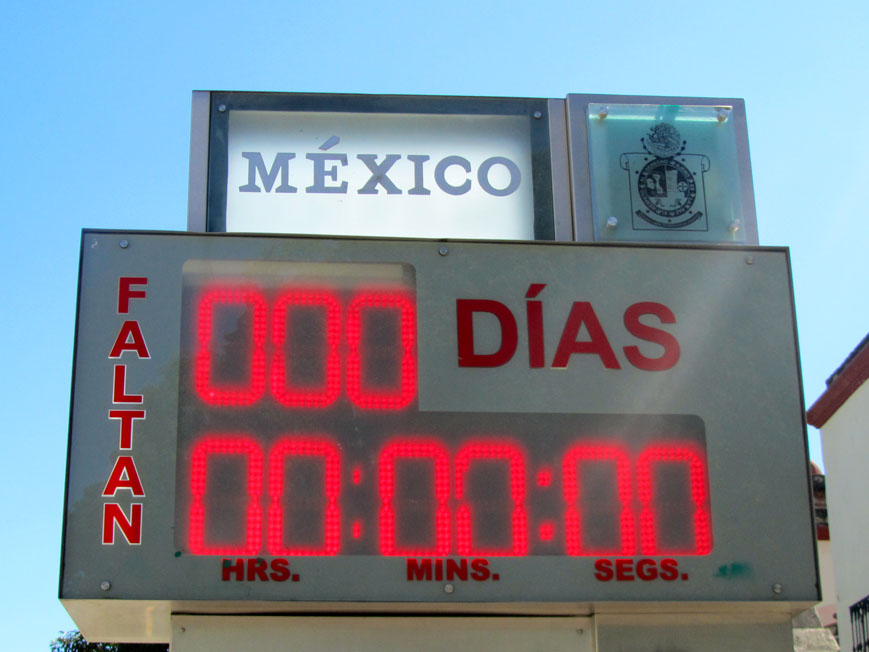 MÉXICO
FALTAN
000 DÍAS
00:00:00
HRS. MINS. SEGS.